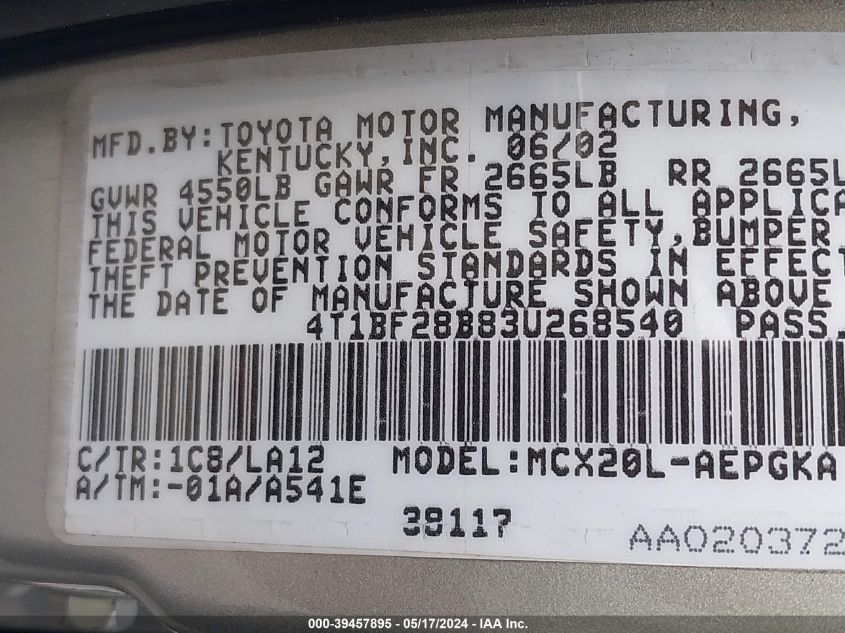 MFD.BY:TOYOTA MOTOR MANUFACTURING,
KENTUCKY,INC. 06/02
GVWR 4550LB GAWR FR 2665LB RR 2665L
THIS VEHICLE CONFORMS TO ALL APPLICA
FEDERAL MOTOR VEHICLE SAFETY,BUMPER
THEFT PREVENTION STANDARDS IN EFFECT
THE DATE OF MANUFACTURE SHOWN ABOVE
4T1BF28B83U268540 PASS.
C/TR:1C8/LA12 MODEL:MCX20L-AEPGKA
A/TM:-01A/A541E
38117
AA020372
000-39457895 - 05/17/2024 - IAA Inc.